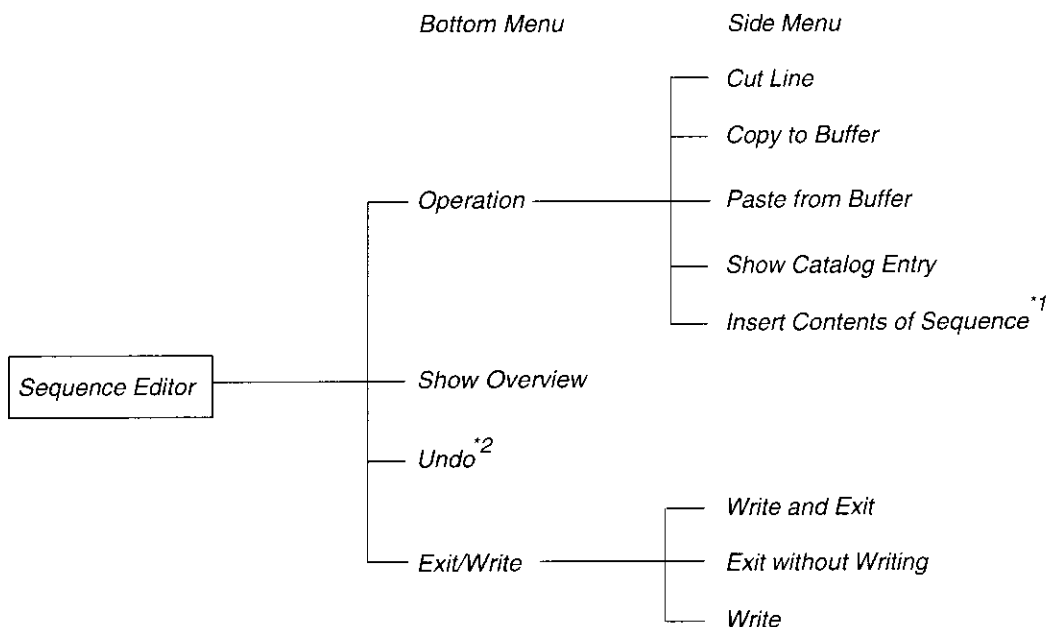 Bottom Menu Side Menu
Cut Line
Copy to Buffer
Operation Paste from Buffer
Show Catalog Entry
Insert Contents of Sequence*1
Sequence Editor Show Overview
Undo*2
Write and Exit
Exit/Write Exit without Writing
Write